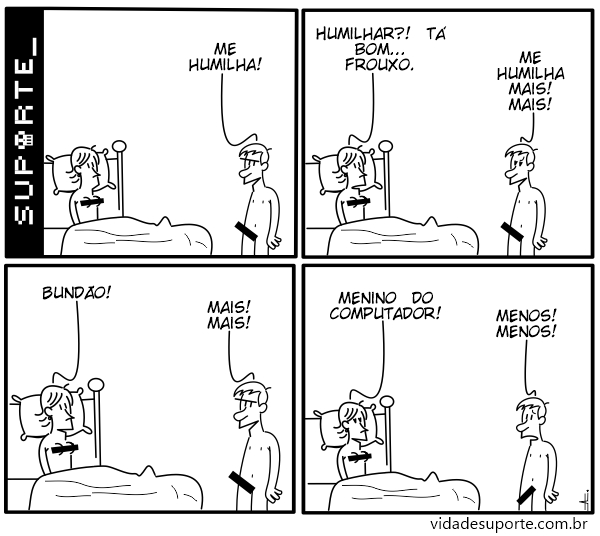 SUPORTE_
ME
HUMILHA!
HUMILHAR?! TÁ
BOM...
FROUXO.
ME
HUMILHA
MAIS!
MAIS!
BUNDÃO!
MAIS!
MAIS!
MENINO DO
COMPUTADOR!
MENOS!
MENOS!
vidadesuporte.com.br